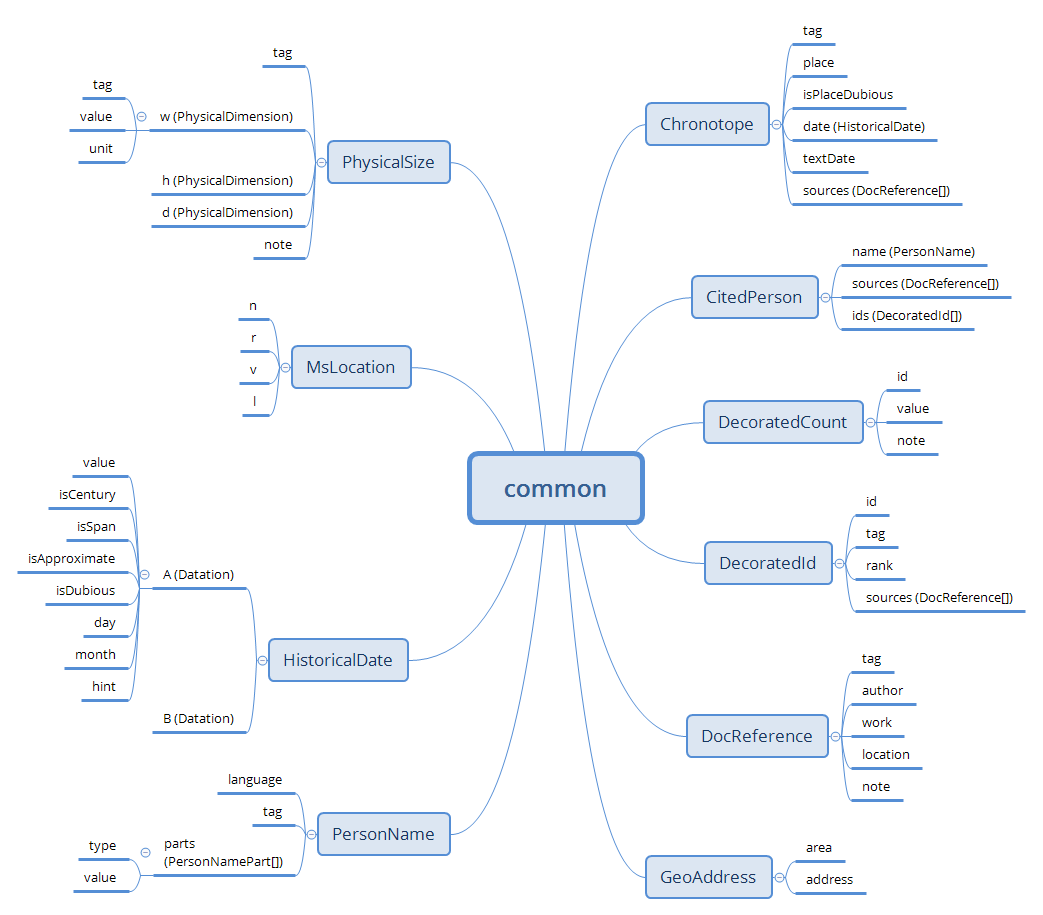 common
Chronotope
tag
place
isPlaceDubious
date (HistoricalDate)
textDate
sources (DocReference[])
CitedPerson
name (PersonName)
sources (DocReference[])
ids (DecoratedId[])
DecoratedCount
id
value
note
DecoratedId
id
tag
rank
sources (DocReference[])
DocReference
tag
author
work
location
note
GeoAddress
area
address
PhysicalSize
tag
w (PhysicalDimension)
tag
value
unit
h (PhysicalDimension)
d (PhysicalDimension)
note
MsLocation
n
r
v
l
HistoricalDate
A (Datation)
value
isCentury
isSpan
isApproximate
isDubious
day
month
hint
B (Datation)
PersonName
language
tag
parts
(PersonNamePart[])
type
value